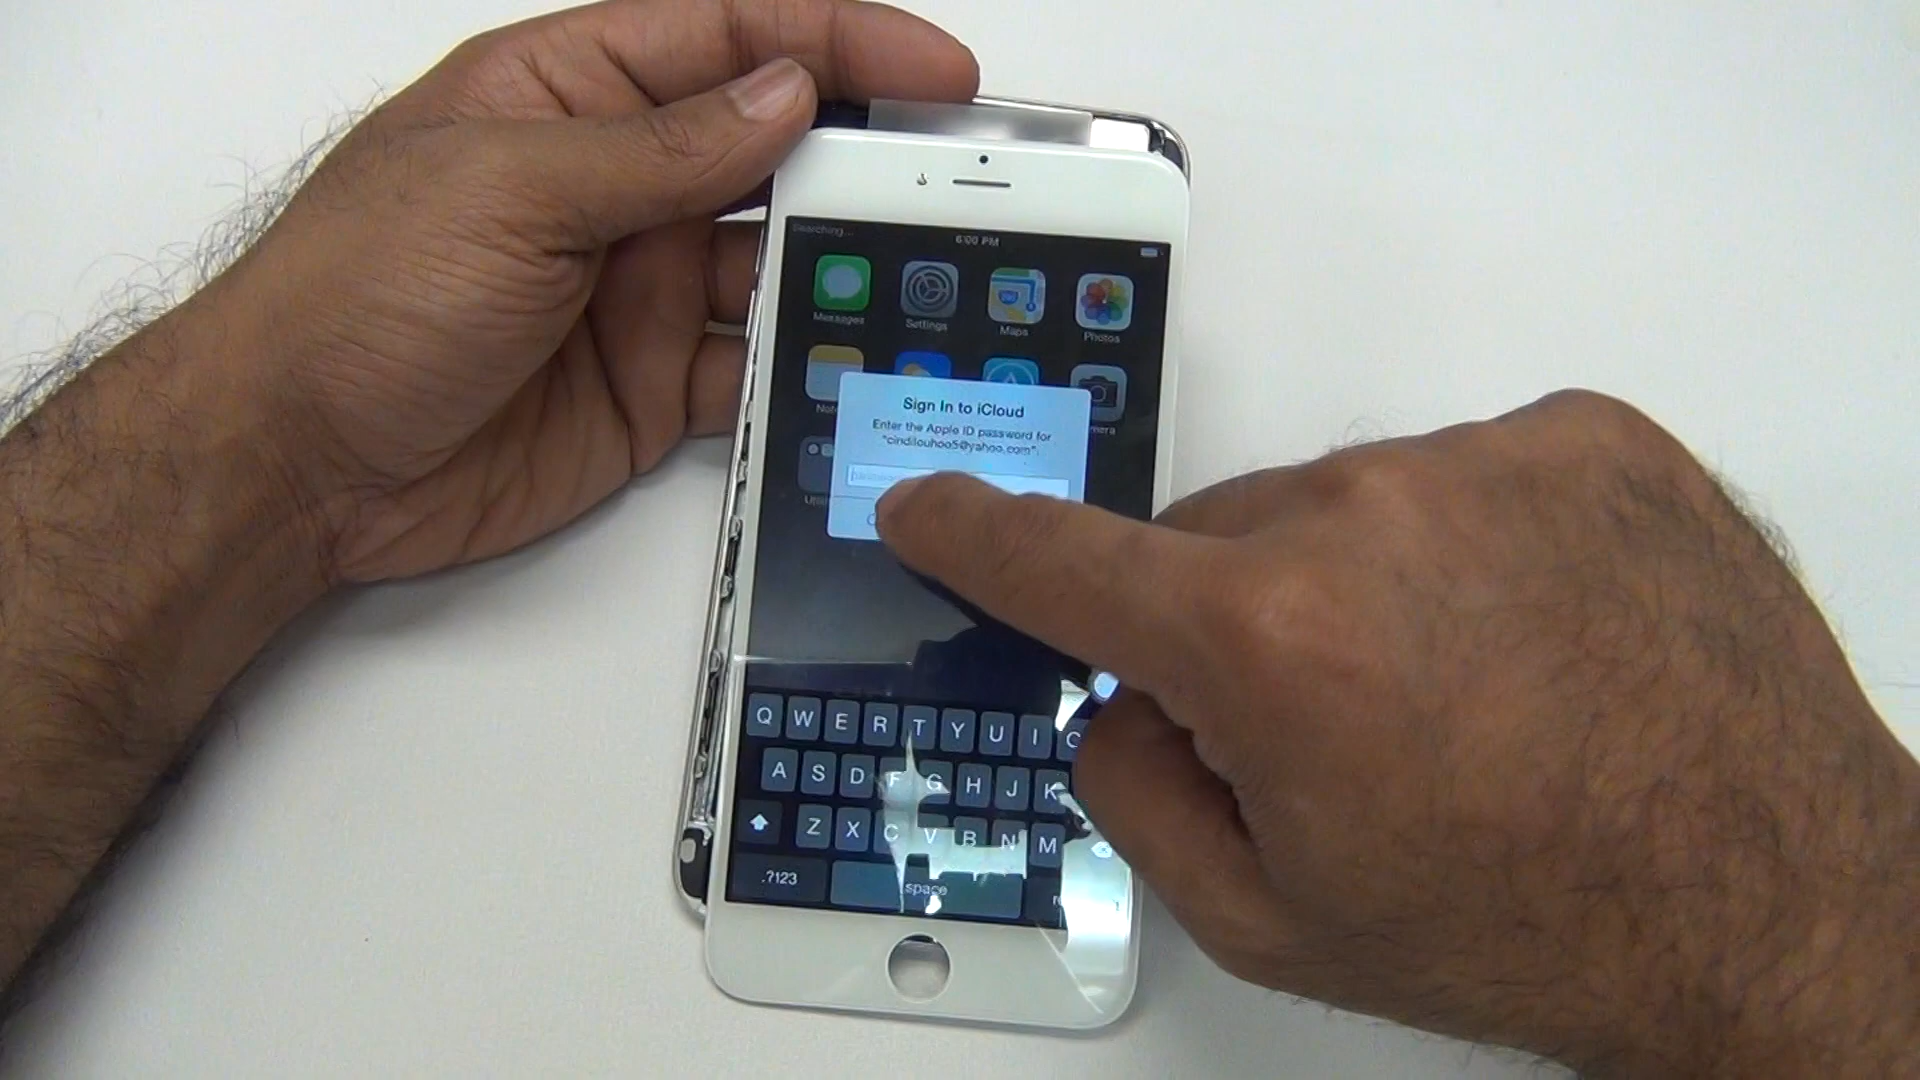 Searching...
6:00 PM
Messages
Settings
Maps
Photos
Sign In to iCloud
Enter the Apple ID password for
"cindilouhoo5@yahoo.com".
Q W E R T Y U I
A S D F G H J K
Z X C V B N M
.?123
space